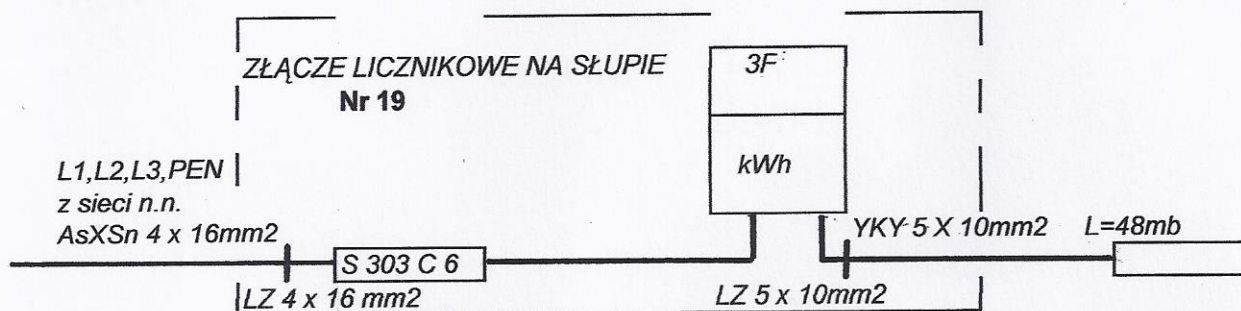 ZŁĄCZE LICZNIKOWE NA SŁUPIE
Nr 19
3F
kWh
L1,L2,L3,PEN
z sieci n.n.
AsXSn 4 x 16mm2
S 303 C 6
LZ 4 x 16 mm2
YKY 5 X 10mm2
L=48mb
LZ 5 x 10mm2